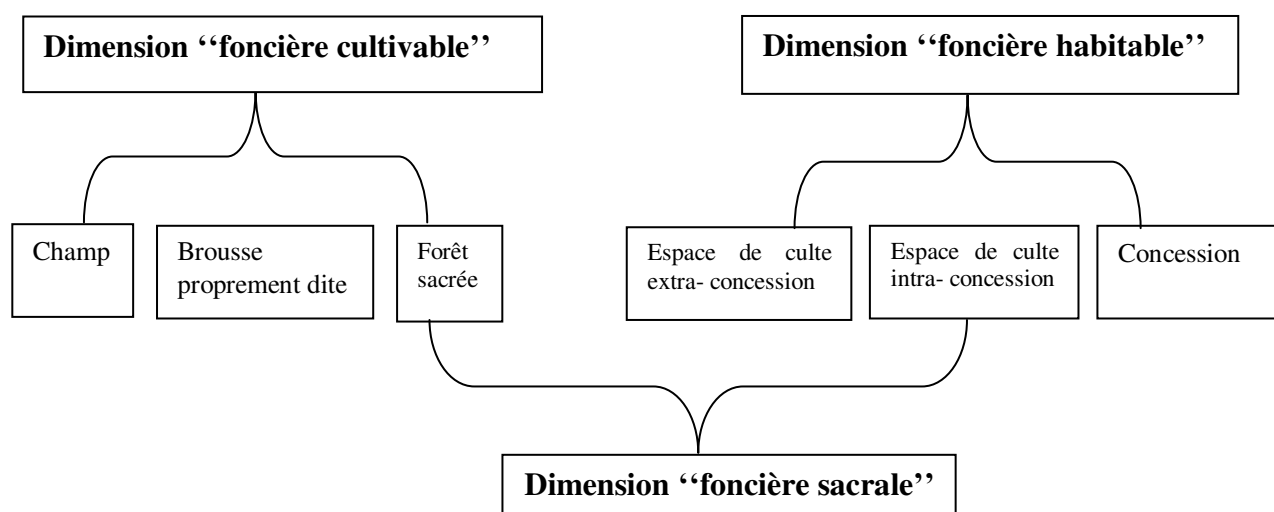 Dimension ‘‘foncière cultivable’’
Dimension ‘‘foncière habitable’’
Champ
Brousse
proprement dite
Forêt
sacrée
Espace de culte
extra- concession
Espace de culte
intra- concession
Concession
Dimension ‘‘foncière sacrale’’